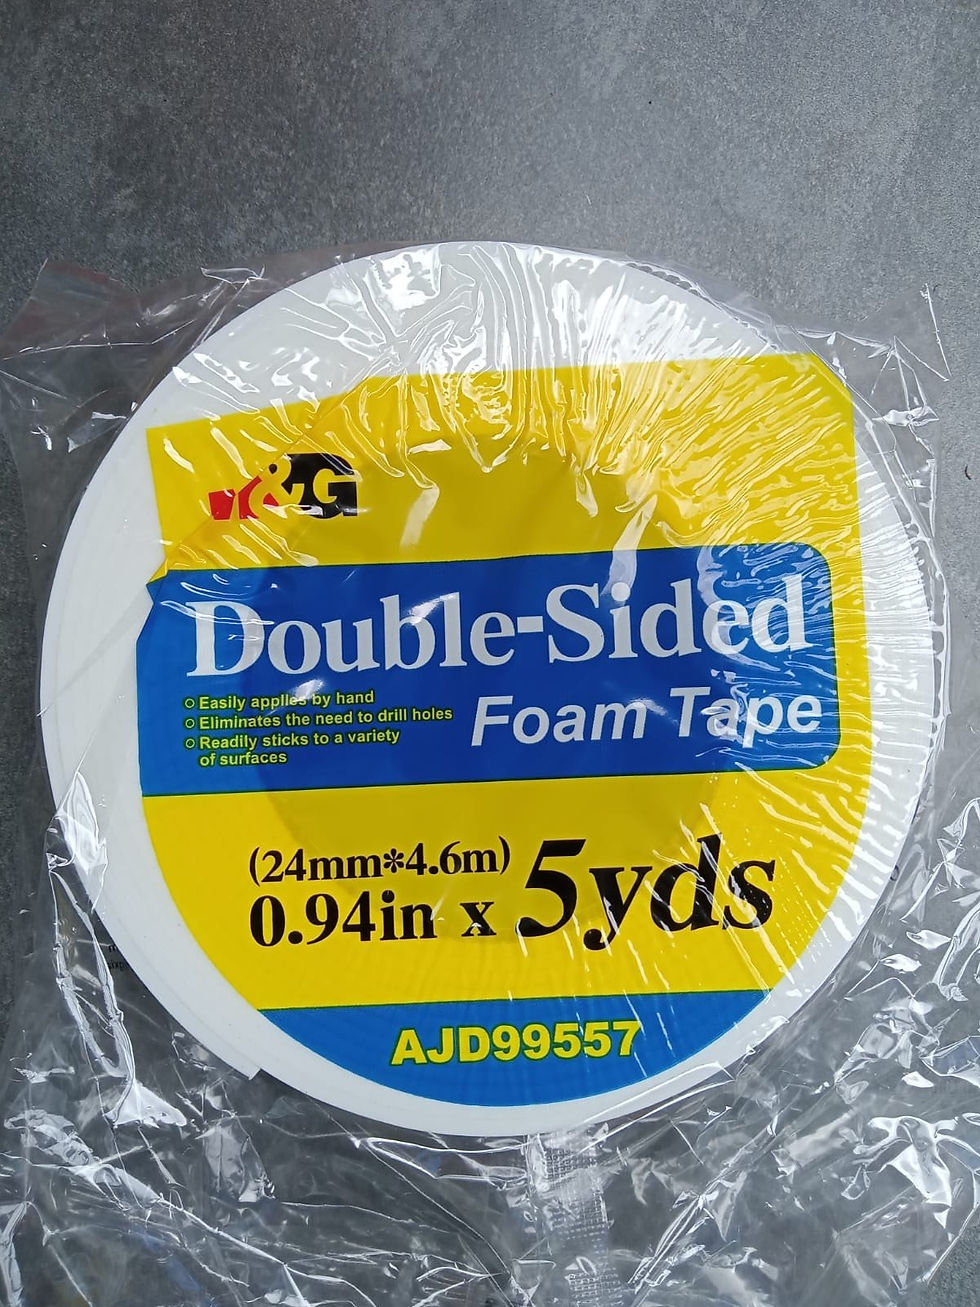 &G
Double-Sided
Easily applies by hand
Eliminates the need to drill holes
Readily sticks to a variety
of surfaces
Foam Tape
(24mm*4.6m)
0.94in x 5yds
AJD99557